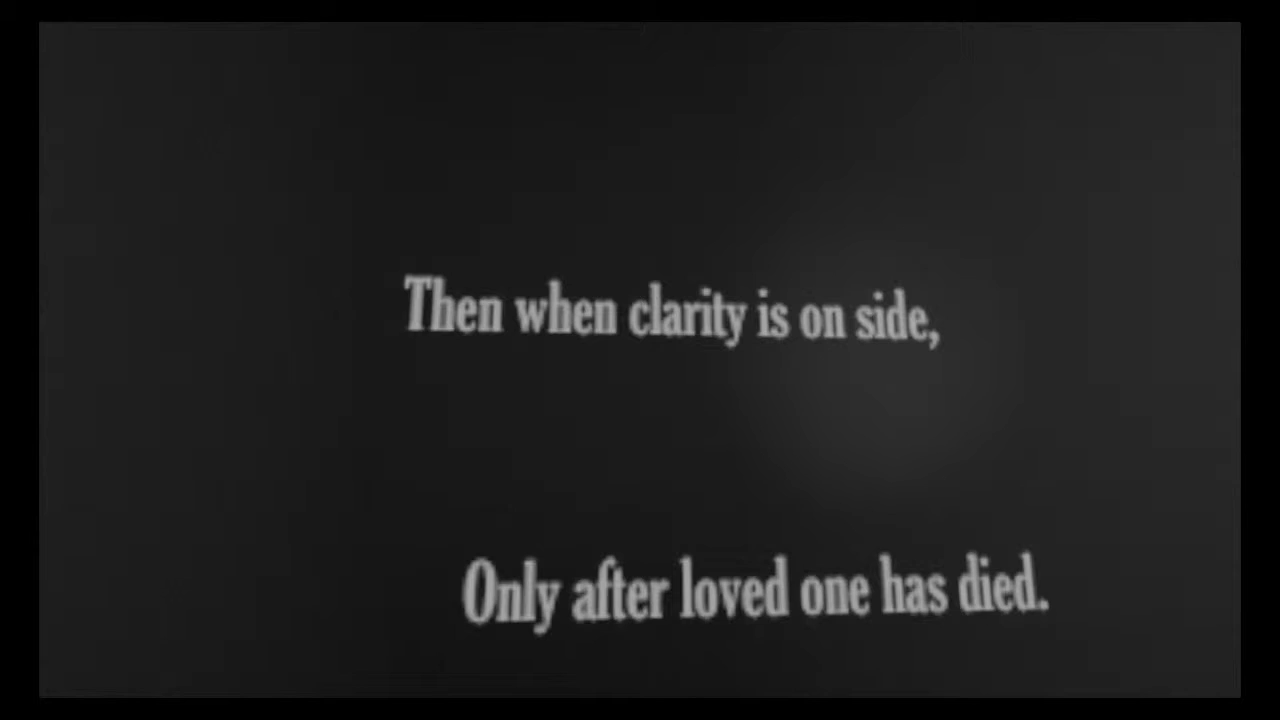 Then when clarity is on side,
Only after loved one has died.